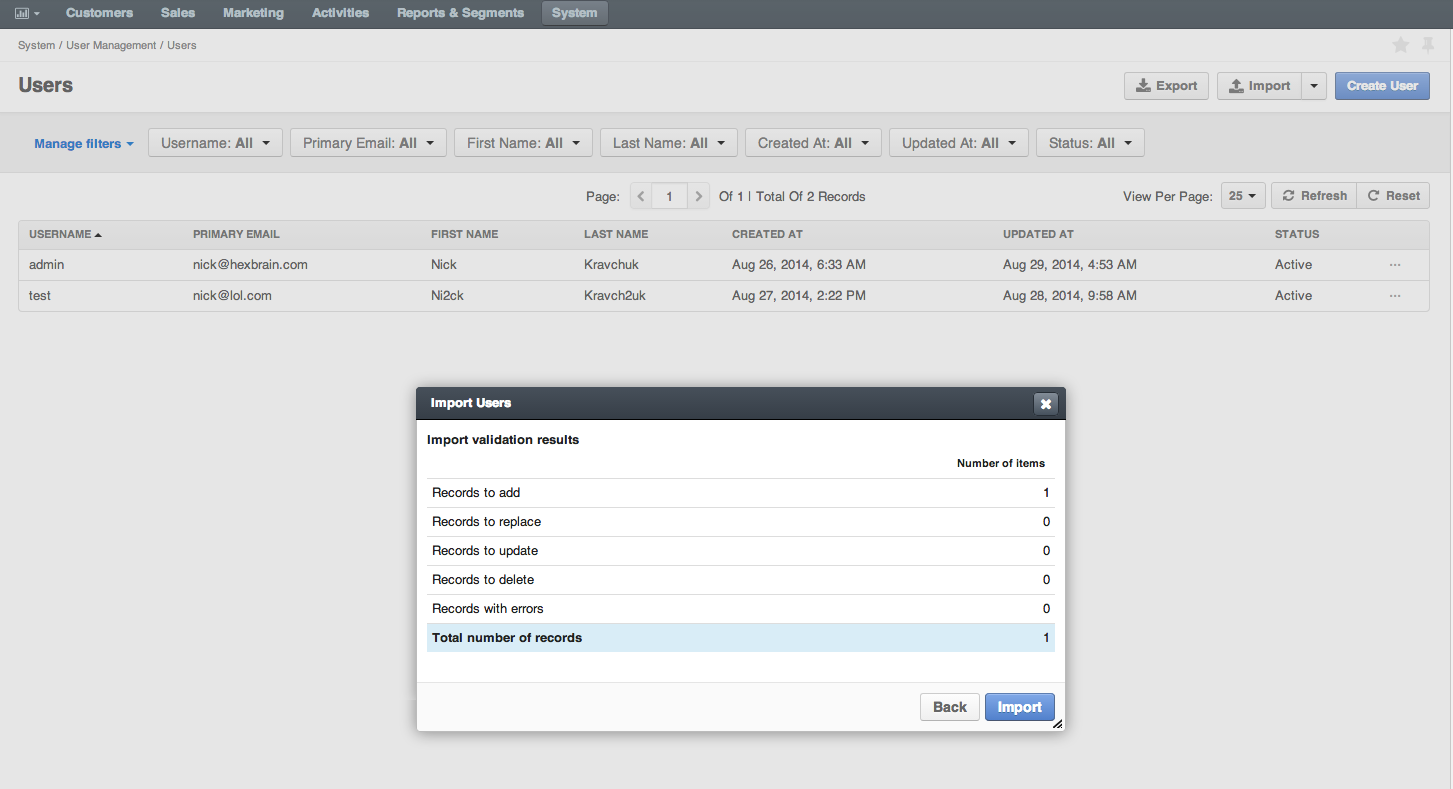 Customers Sales Marketing Activities Reports & Segments System
System / User Management / Users
Users
Export Import Create User
Manage filters Username: All Primary Email: All First Name: All Last Name: All Created At: All Updated At: All Status: All
Page: 1 Of 1 | Total Of 2 Records View Per Page: 25 Refresh Reset
USERNAME PRIMARY EMAIL FIRST NAME LAST NAME CREATED AT UPDATED AT STATUS
admin nick@hexbrain.com Nick Kravchuk Aug 26, 2014, 6:33 AM Aug 29, 2014, 4:53 AM Active ...
test nick@lol.com Ni2ck Kravch2uk Aug 27, 2014, 2:22 PM Aug 28, 2014, 9:58 AM Active ...
Import Users
Import validation results
Number of items
Records to add 1
Records to replace 0
Records to update 0
Records to delete 0
Records with errors 0
Total number of records 1
Back Import